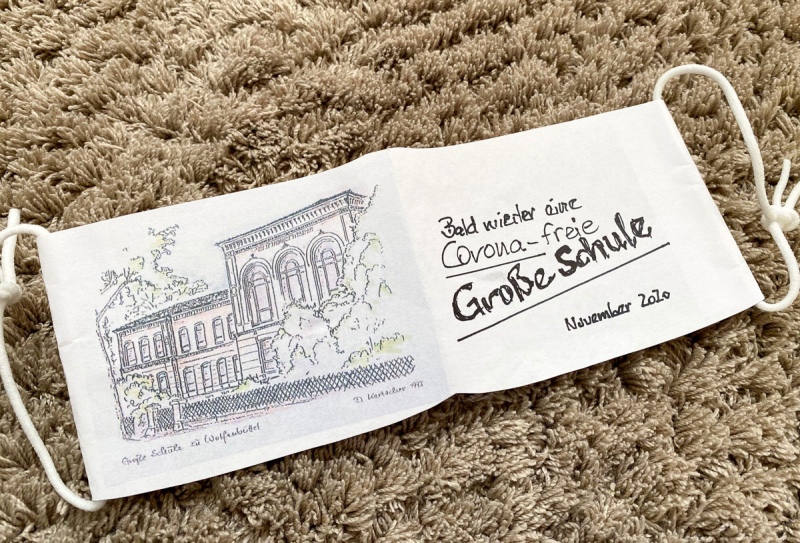 Große Schule zu Wolfenbüttel
Bald wieder eine
Corona-freie
Große Schule
November 2020